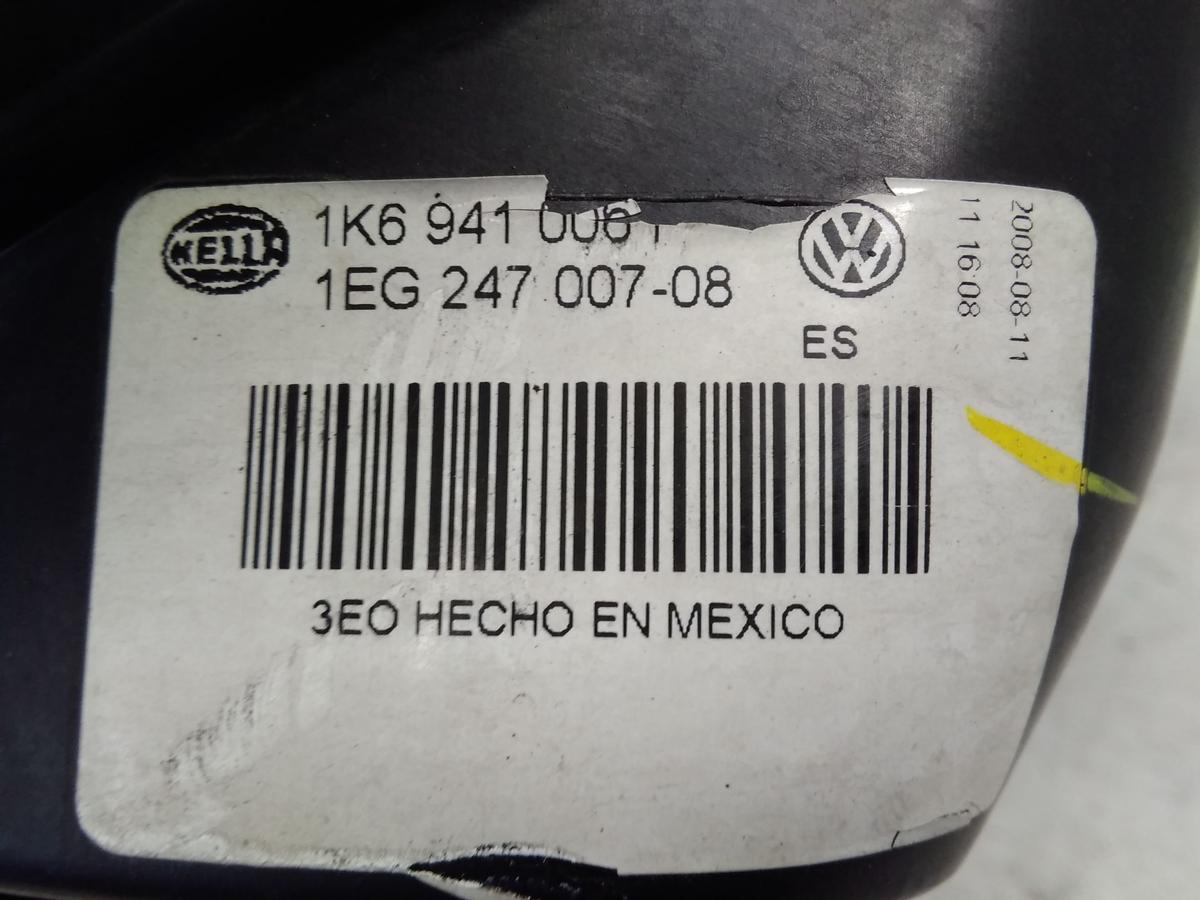 HELLA
1K6 941 006
1EG 247 007-08
ES
3EO HECHO EN MEXICO
2008-08-11
11 16:08